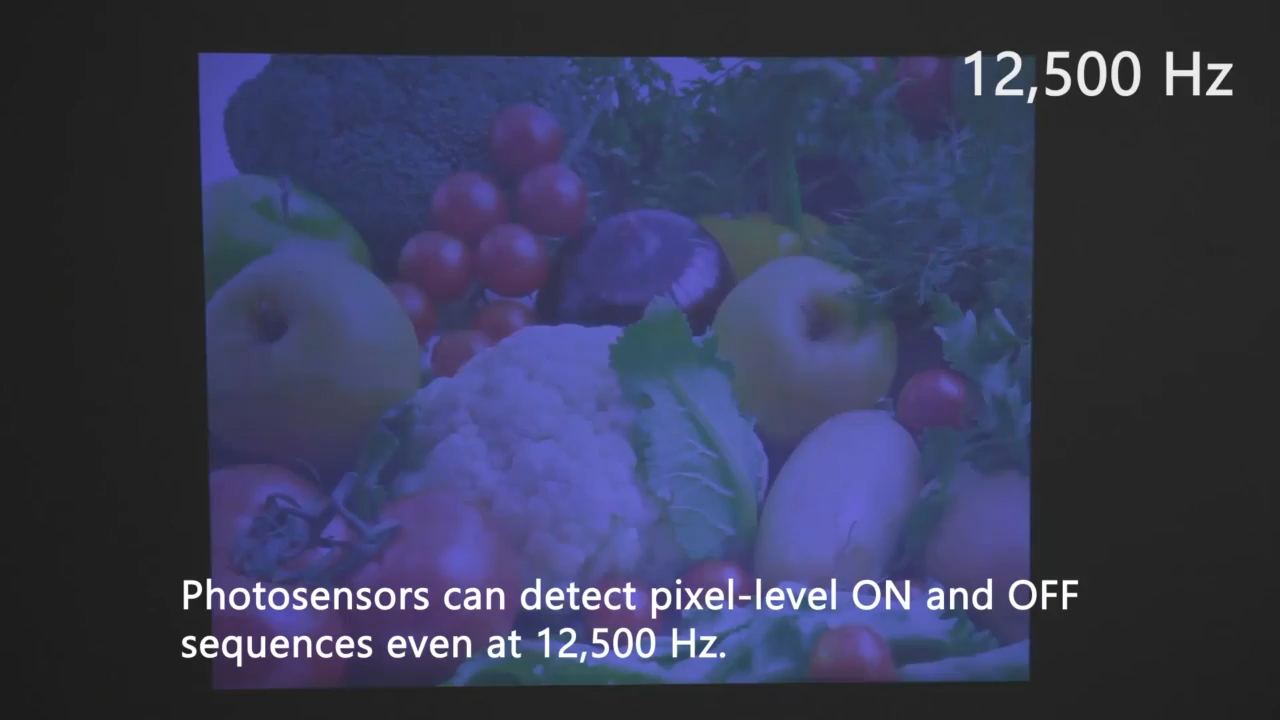 12,500 Hz
Photosensors can detect pixel-level ON and OFF
sequences even at 12,500 Hz.